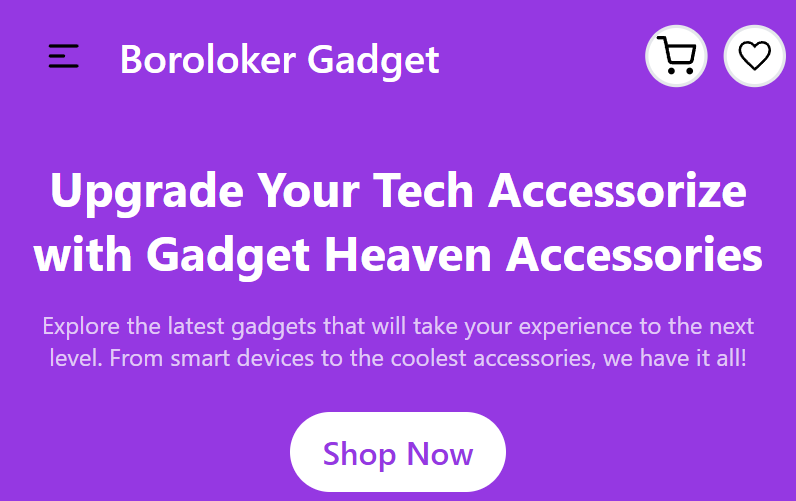 Boroloker Gadget
Upgrade Your Tech Accessorize
with Gadget Heaven Accessories
Explore the latest gadgets that will take your experience to the next
level. From smart devices to the coolest accessories, we have it all!
Shop Now